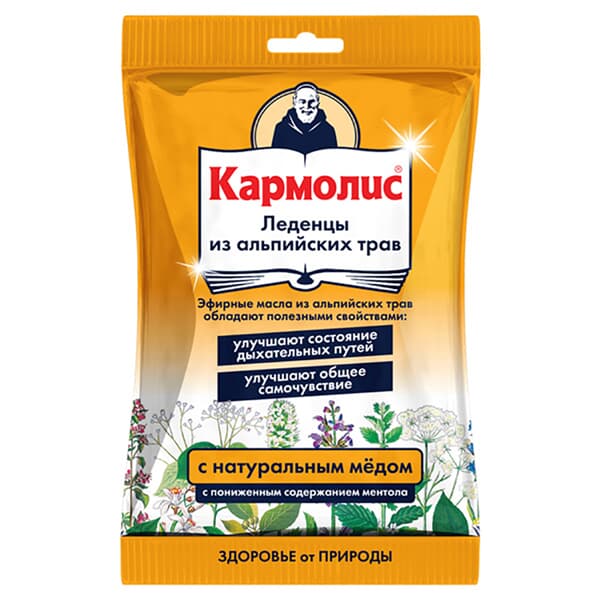 Кармолис®
Леденцы
из альпийских трав
Эфирные масла из альпийских трав
обладают полезными свойствами:
улучшают состояние
дыхательных путей
улучшают общее
самочувствие
с натуральным мёдом
с пониженным содержанием ментола
ЗДОРОВЬЕ от ПРИРОДЫ